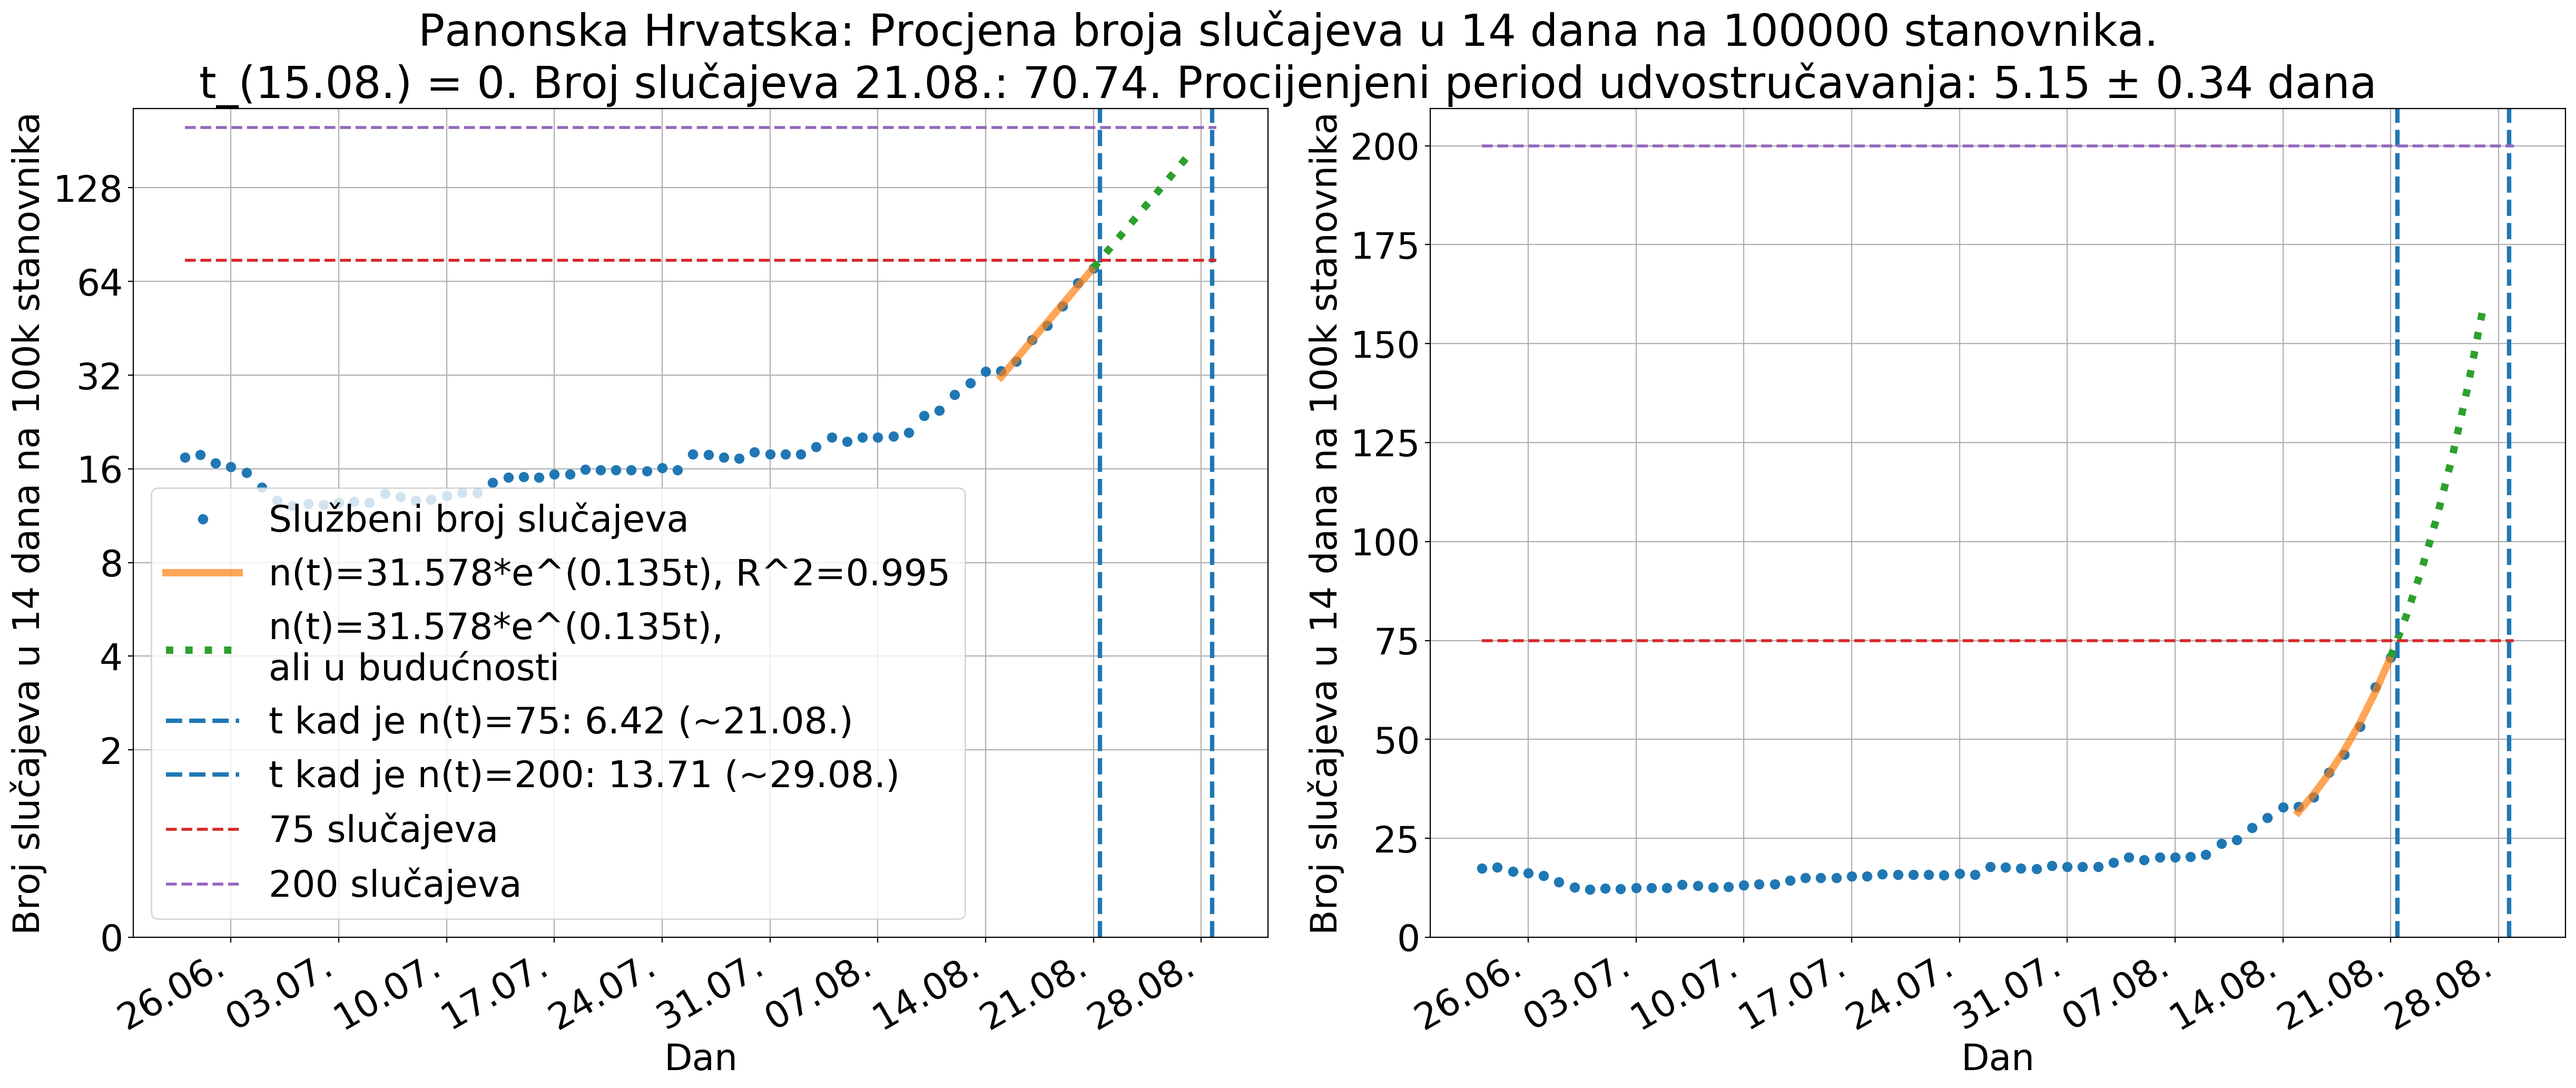 Panonska Hrvatska: Procjena broja slučajeva u 14 dana na 100000 stanovnika.
t_(15.08.) = 0. Broj slučajeva 21.08.: 70.74. Procijenjeni period udvostručavanja: 5.15 ± 0.34 dana
Broj slučajeva u 14 dana na 100k stanovnika
128
64
32
16
8
4
2
0
Službeni broj slučajeva
n(t)=31.578*e^(0.135t), R^2=0.995
n(t)=31.578*e^(0.135t),
ali u budućnosti
t kad je n(t)=75: 6.42 (~21.08.)
t kad je n(t)=200: 13.71 (~29.08.)
75 slučajeva
200 slučajeva
26.06.
03.07.
10.07.
17.07.
24.07.
31.07.
07.08.
14.08.
21.08.
28.08.
Dan
Broj slučajeva u 14 dana na 100k stanovnika
200
175
150
125
100
75
50
25
0
26.06.
03.07.
10.07.
17.07.
24.07.
31.07.
07.08.
14.08.
21.08.
28.08.
Dan